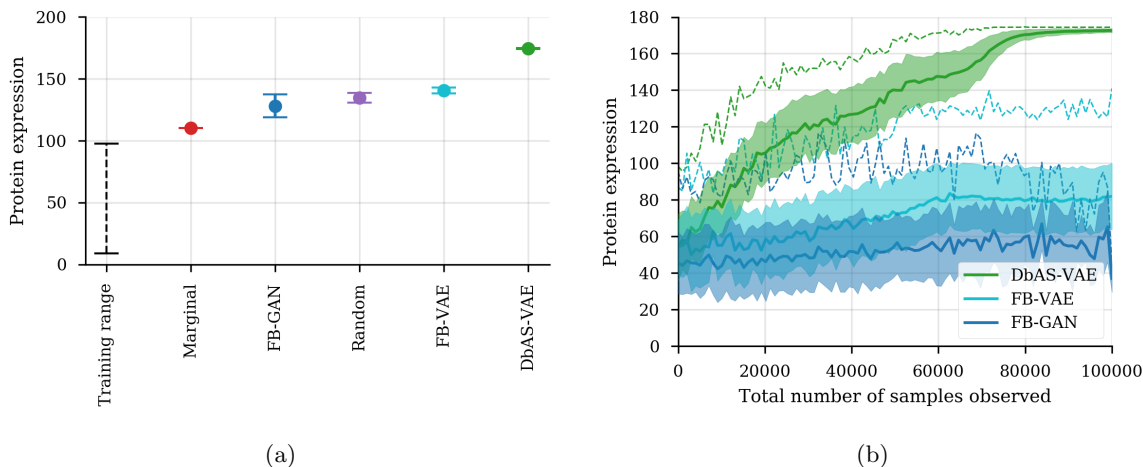 200
150
100
50
0
Protein expression
Training range
Marginal
FB-GAN
Random
FB-VAE
DbAS-VAE
(a)
180
160
140
120
100
80
60
40
20
0
Protein expression
DbAS-VAE
FB-VAE
FB-GAN
0 20000 40000 60000 80000 100000
Total number of samples observed
(b)